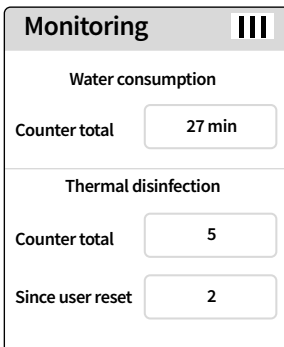 Monitoring
Water consumption
Counter total 27 min
Thermal disinfection
Counter total 5
Since user reset 2